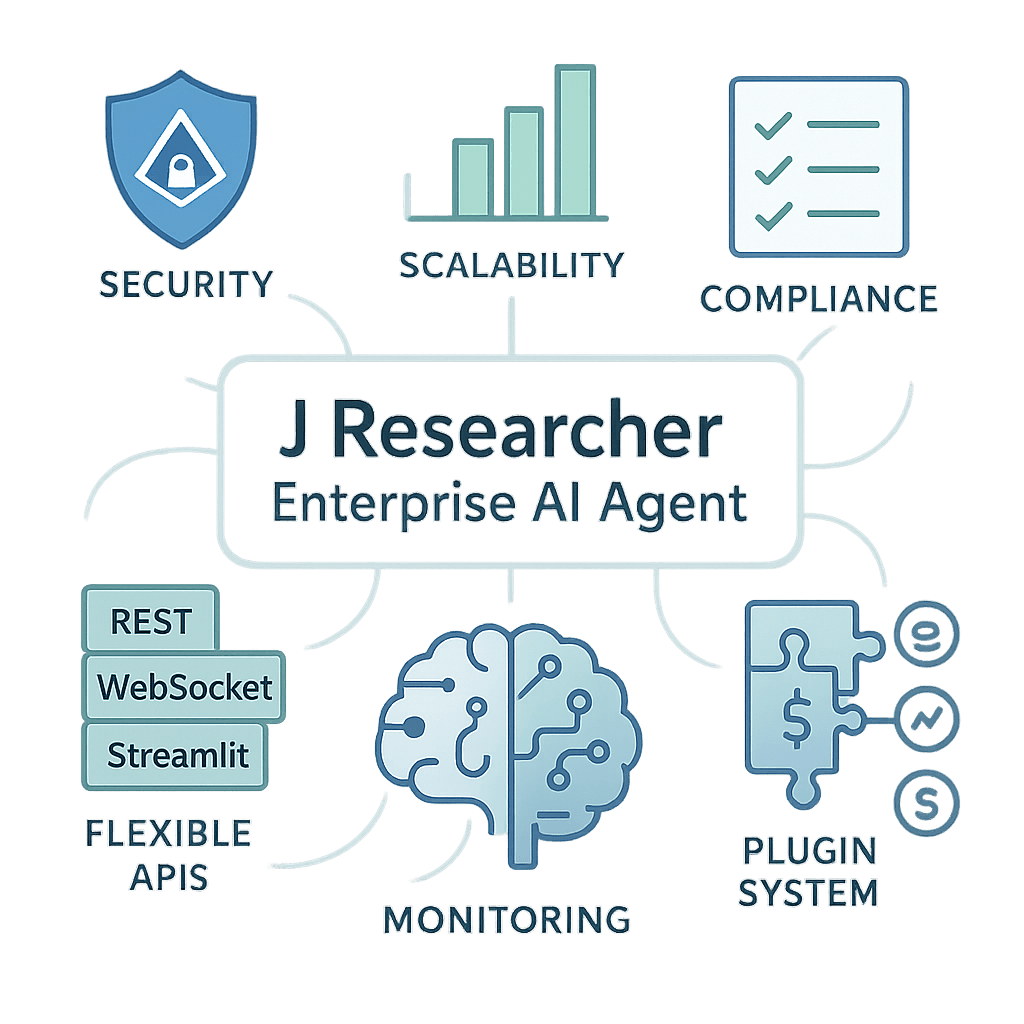 SECURITY
SCALABILITY
COMPLIANCE
J Researcher
Enterprise AI Agent
REST
WebSocket
Streamlit
FLEXIBLE
APIS
MONITORING
$
S
PLUGIN
SYSTEM